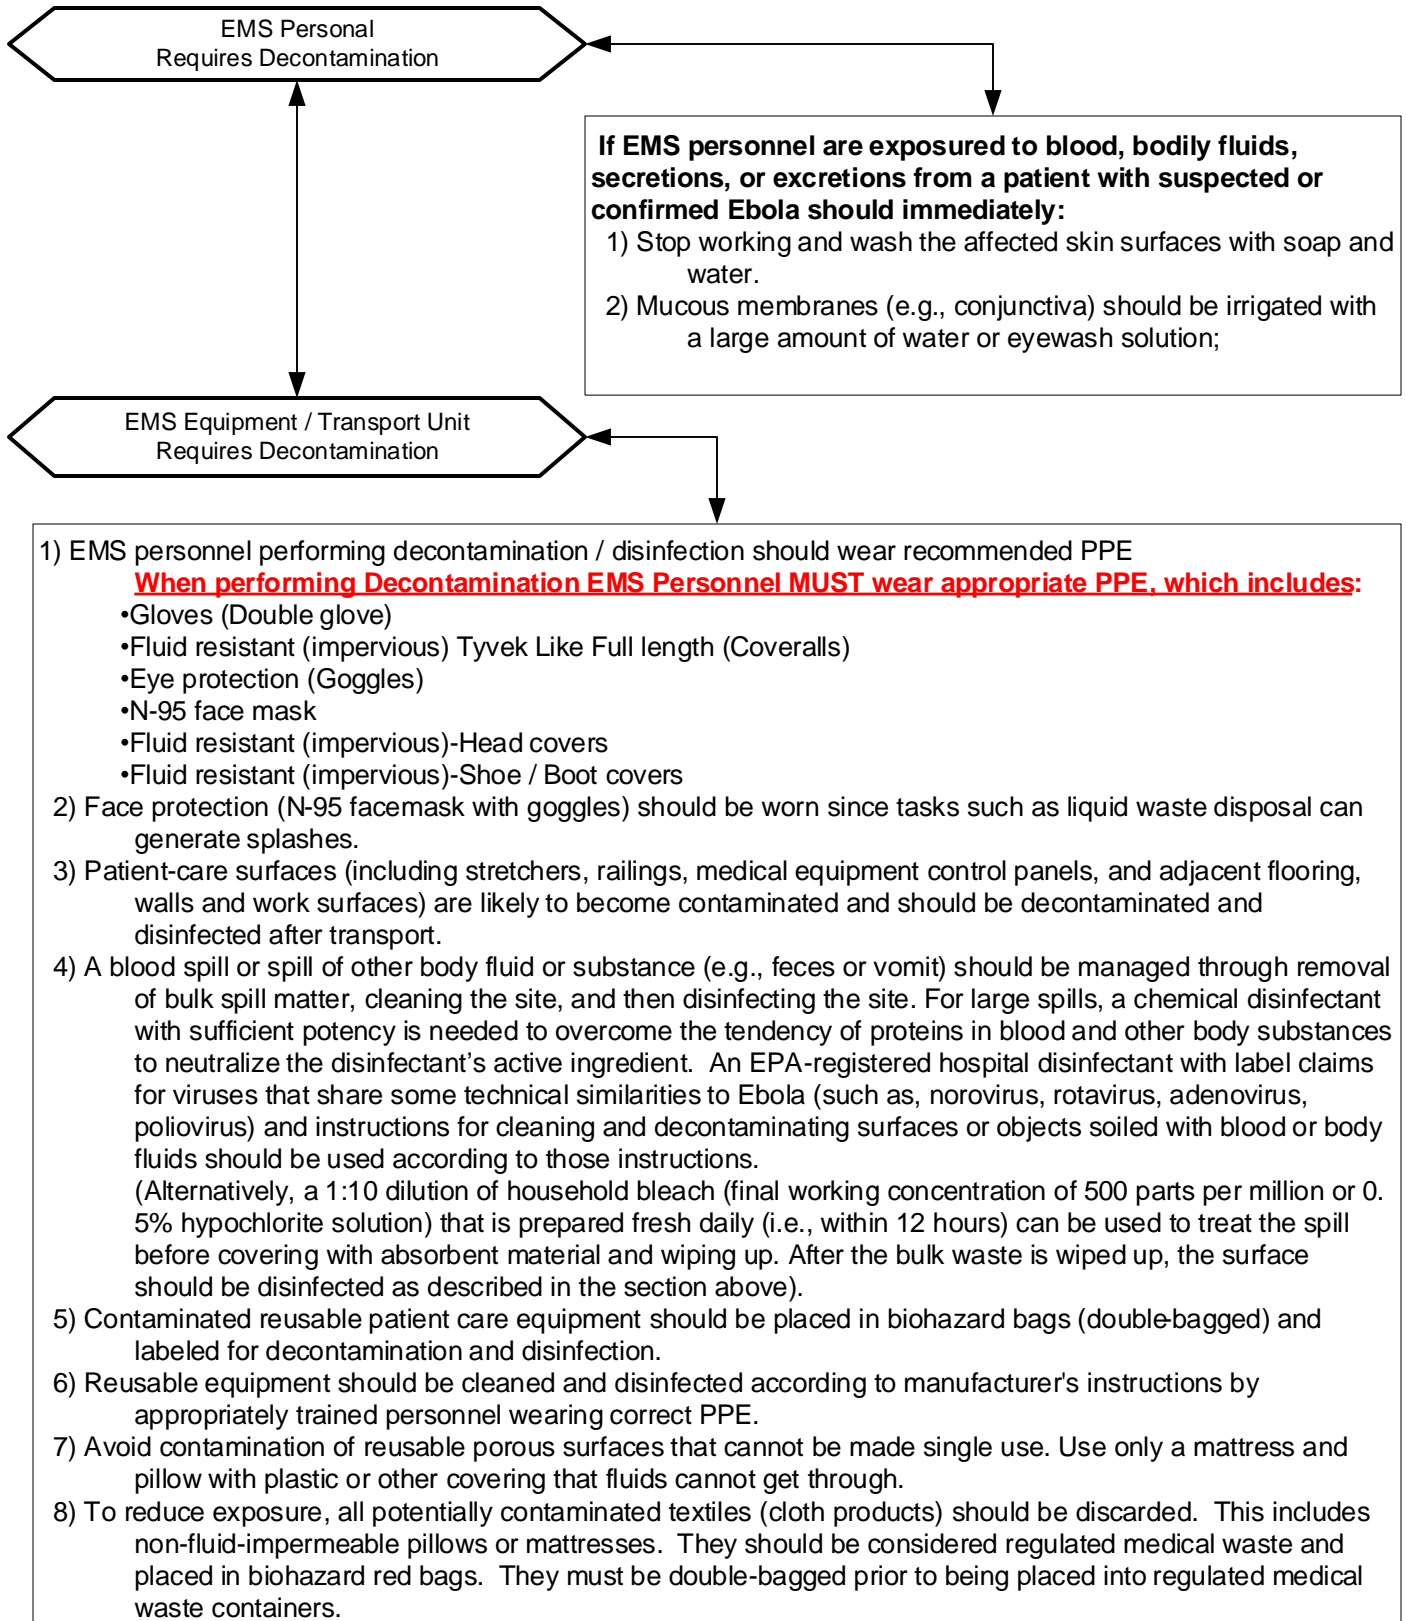 EMS Personal
Requires Decontamination
If EMS personnel are exposured to blood, bodily fluids,
secretions, or excretions from a patient with suspected or
confirmed Ebola should immediately:
1) Stop working and wash the affected skin surfaces with soap and
water.
2) Mucous membranes (e.g., conjunctiva) should be irrigated with
a large amount of water or eyewash solution;
EMS Equipment / Transport Unit
Requires Decontamination
1) EMS personnel performing decontamination / disinfection should wear recommended PPE
When performing Decontamination EMS Personnel MUST wear appropriate PPE, which includes:
•Gloves (Double glove)
•Fluid resistant (impervious) Tyvek Like Full length (Coveralls)
•Eye protection (Goggles)
•N-95 face mask
•Fluid resistant (impervious)-Head covers
•Fluid resistant (impervious)-Shoe / Boot covers
2) Face protection (N-95 facemask with goggles) should be worn since tasks such as liquid waste disposal can
generate splashes.
3) Patient-care surfaces (including stretchers, railings, medical equipment control panels, and adjacent flooring,
walls and work surfaces) are likely to become contaminated and should be decontaminated and
disinfected after transport.
4) A blood spill or spill of other body fluid or substance (e.g., feces or vomit) should be managed through removal
of bulk spill matter, cleaning the site, and then disinfecting the site. For large spills, a chemical disinfectant
with sufficient potency is needed to overcome the tendency of proteins in blood and other body substances
to neutralize the disinfectant's active ingredient.  An EPA-registered hospital disinfectant with label claims
for viruses that share some technical similarities to Ebola (such as, norovirus, rotavirus, adenovirus,
poliovirus) and instructions for cleaning and decontaminating surfaces or objects soiled with blood or body
fluids should be used according to those instructions.
(Alternatively, a 1:10 dilution of household bleach (final working concentration of 500 parts per million or 0.
5% hypochlorite solution) that is prepared fresh daily (i.e., within 12 hours) can be used to treat the spill
before covering with absorbent material and wiping up. After the bulk waste is wiped up, the surface
should be disinfected as described in the section above).
5) Contaminated reusable patient care equipment should be placed in biohazard bags (double-bagged) and
labeled for decontamination and disinfection.
6) Reusable equipment should be cleaned and disinfected according to manufacturer's instructions by
appropriately trained personnel wearing correct PPE.
7) Avoid contamination of reusable porous surfaces that cannot be made single use. Use only a mattress and
pillow with plastic or other covering that fluids cannot get through.
8) To reduce exposure, all potentially contaminated textiles (cloth products) should be discarded.  This includes
non-fluid-impermeable pillows or mattresses.  They should be considered regulated medical waste and
placed in biohazard red bags.  They must be double-bagged prior to being placed into regulated medical
waste containers.